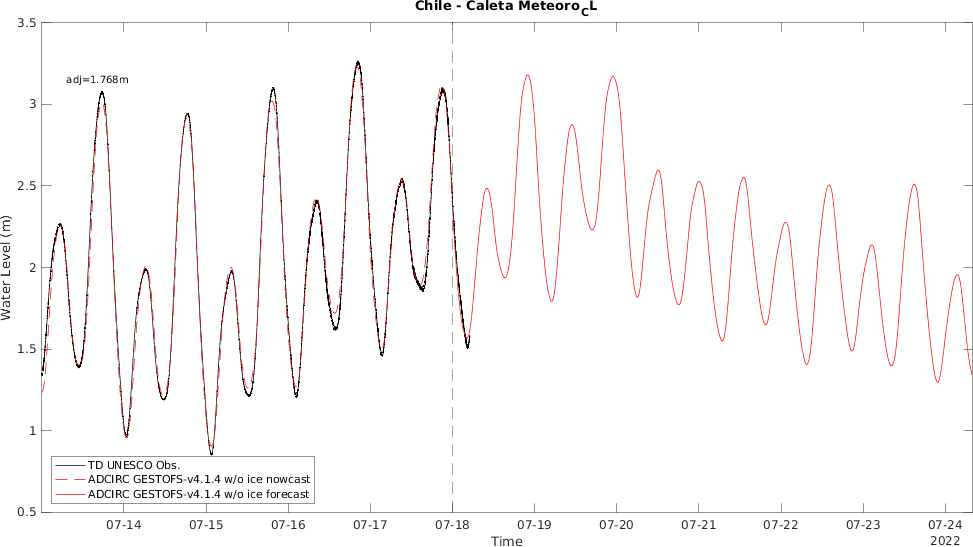 Chile - Caleta Meteoro_CL
3.5
3
2.5
2
1.5
1
0.5
Water Level (m)
adj=1.768m
TD UNESCO Obs.
ADCIRC GESTOFS-v4.1.4 w/o ice nowcast
ADCIRC GESTOFS-v4.1.4 w/o ice forecast
07-14 07-15 07-16 07-17 07-18 07-19 07-20 07-21 07-22 07-23 07-24
Time
2022